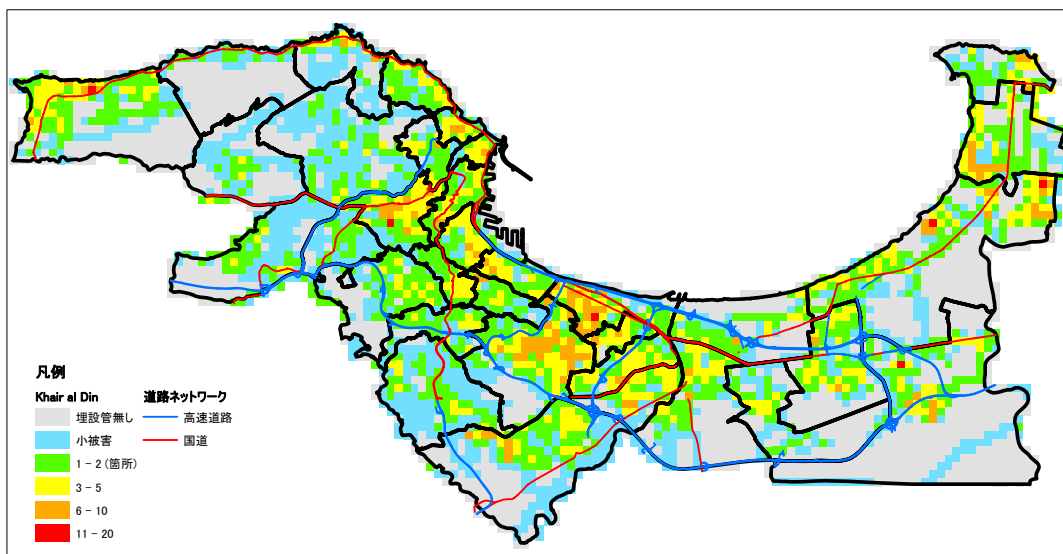 凡例
Khair al Din 道路ネットワーク
埋設管無し 高速道路
小被害 国道
1 - 2 (箇所)
3 - 5
6 - 10
11 - 20